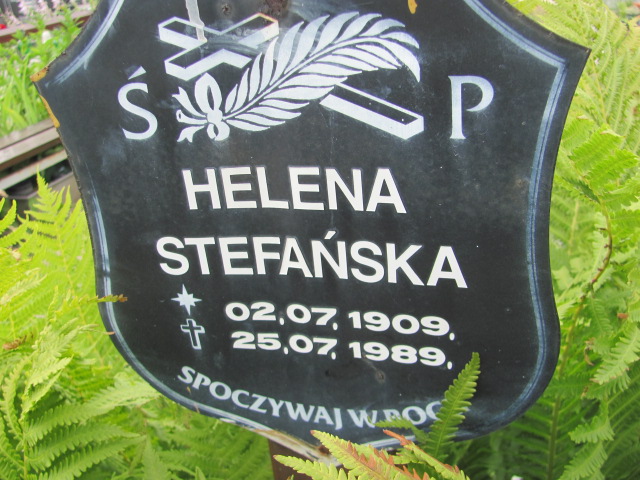 Ś P
HELENA
STEFAŃSKA
02.07.1909.
25.07.1989.
SPOCZYWAJ W